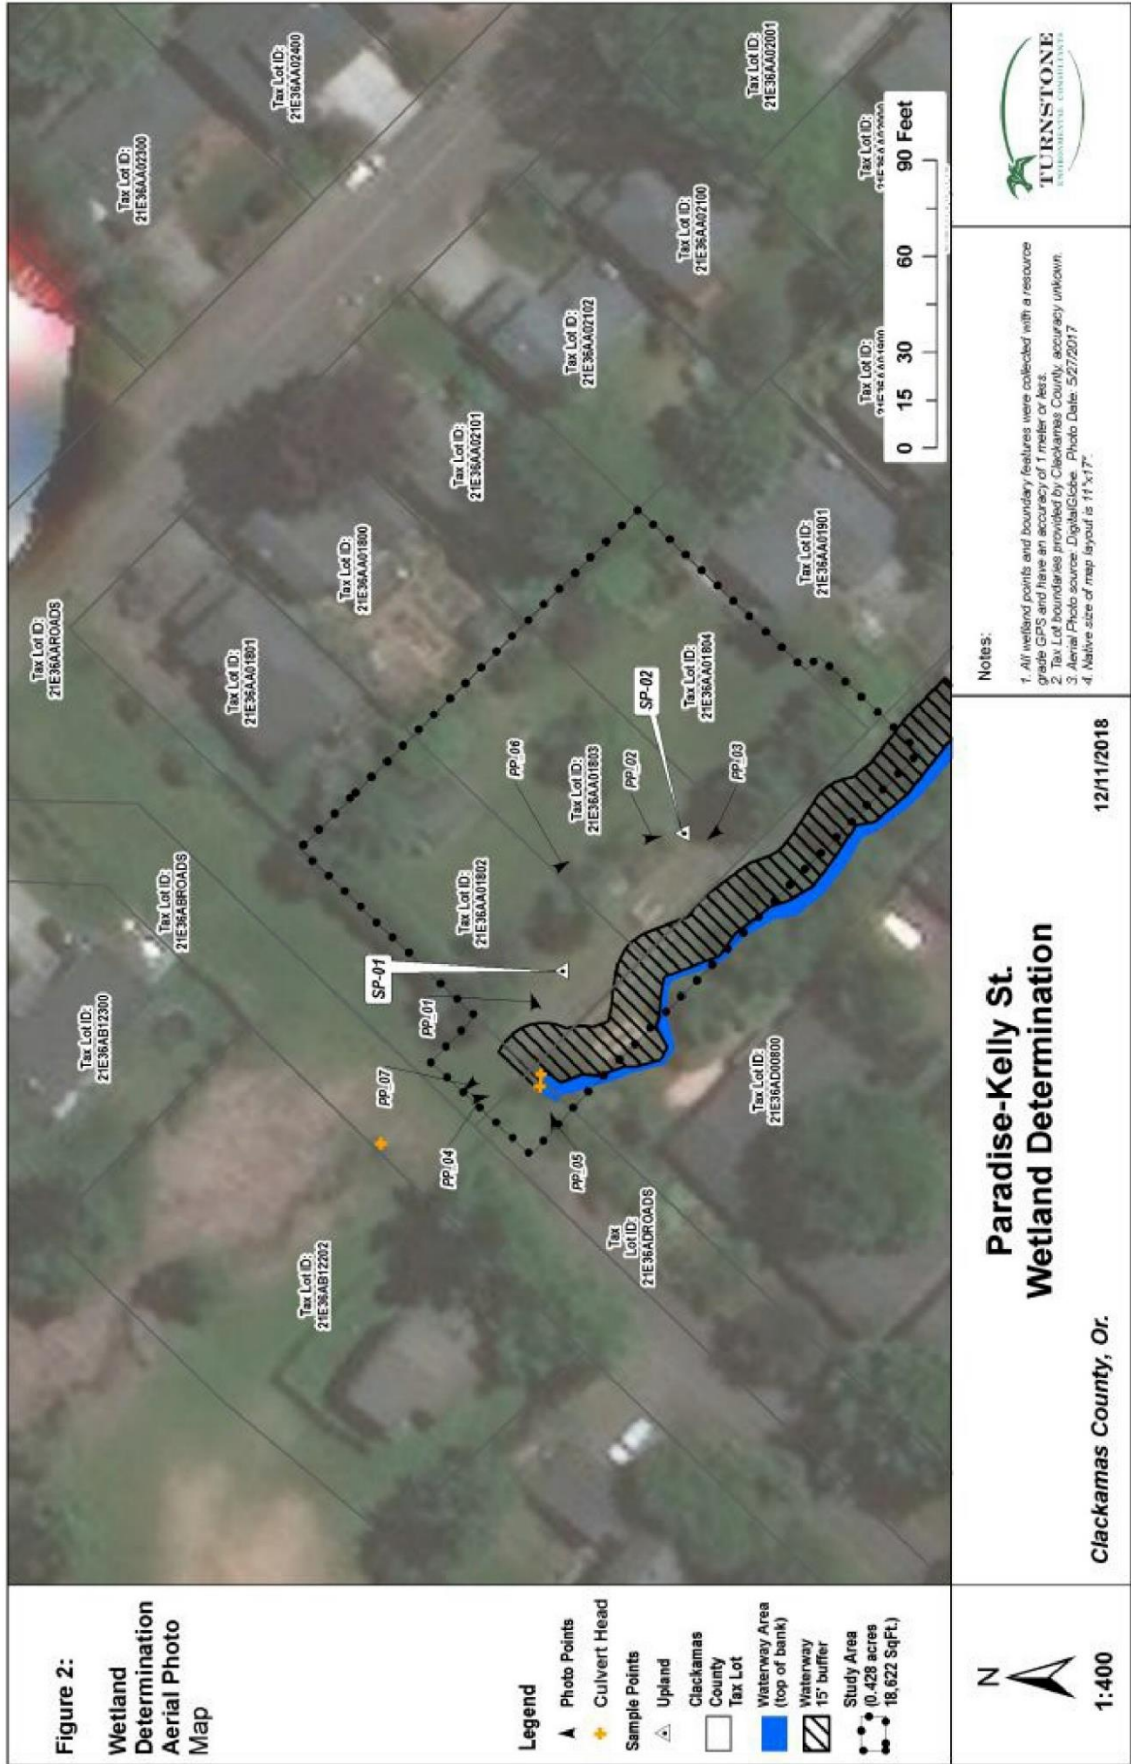 Figure 2:
Wetland
Determination
Aerial Photo
Map
Legend
Photo Points
Culvert Head
Sample Points
Upland
Clackamas
County
Tax Lot
Waterway Area
(top of bank)
Waterway
15' buffer
Study Area
(0.428 acres
18,622 SqFt.)
Tax Lot ID:
21E36AB12300
Tax Lot ID:
21E36ABROADS
Tax Lot ID:
21E36AAROADS
Tax Lot ID:
21E36AA02300
Tax Lot ID:
21E36AA02400
Tax Lot ID:
21E36AB12202
Tax Lot ID:
21E36AA01801
Tax Lot ID:
21E36AA01800
Tax Lot ID:
21E36AA02101
Tax Lot ID:
21E36AA02102
Tax Lot ID:
21E36AA02100
Tax Lot ID:
21E36AA02001
Tax Lot ID:
21E36AA01802
Tax Lot ID:
21E36AA01803
Tax Lot ID:
21E36AA01804
Tax Lot ID:
21E36AA01901
Tax Lot ID:
Tax Lot ID:
Tax
Lot ID:
21E36ADROADS
Tax Lot ID:
21E36AD00800
SP-01
SP-02
PP_07
PP_01
PP_04
PP_05
PP_06
PP_02
PP_03
0 15 30 60 90 Feet
N
1:400
Paradise-Kelly St.
Wetland Determination
Clackamas County, Or.
12/11/2018
Notes:
1. All wetland points and boundary features were collected with a resource
grade GPS and have an accuracy of 1 meter or less.
2. Tax Lot boundaries provided by Clackamas County, accuracy unkown.
3. Aerial Photo source: DigitalGlobe. Photo Date: 5/27/2017
4. Native size of map layout is 11"x17".
TURNSTONE
ENVIRONMENTAL CONSULTANTS